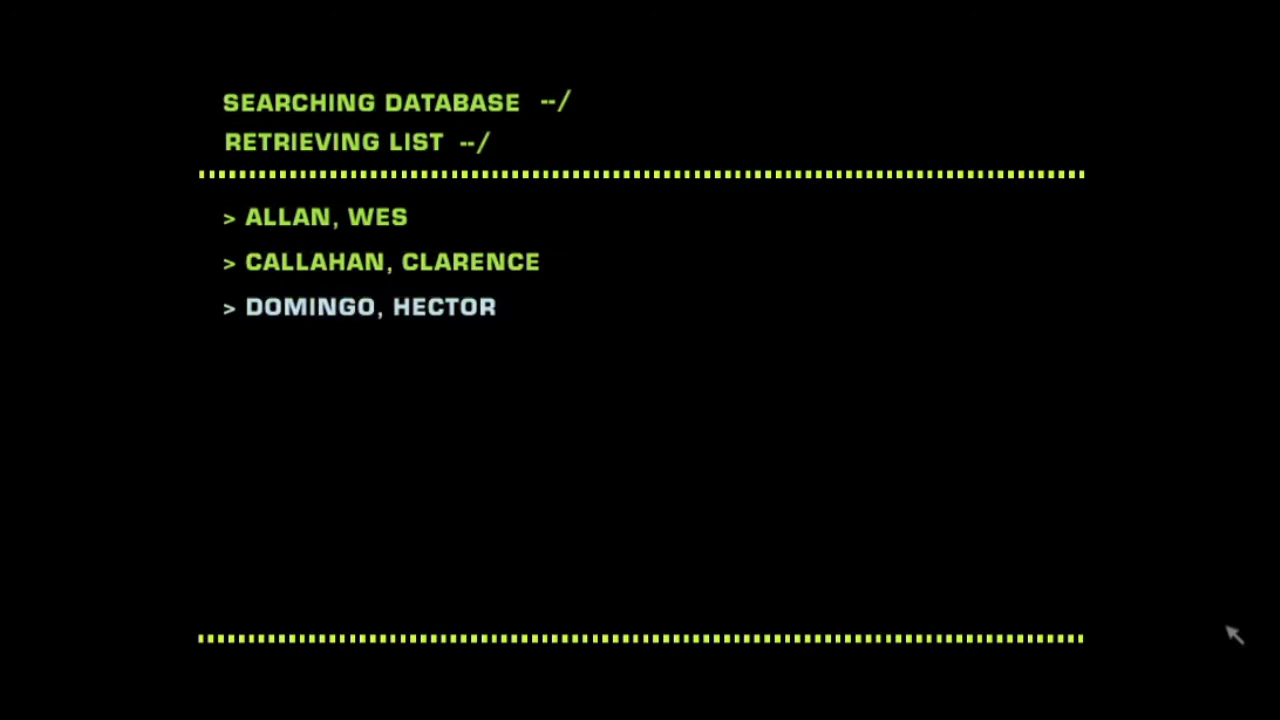 SEARCHING DATABASE --/
RETRIEVING LIST --/
> ALLAN, WES
> CALLAHAN, CLARENCE
> DOMINGO, HECTOR